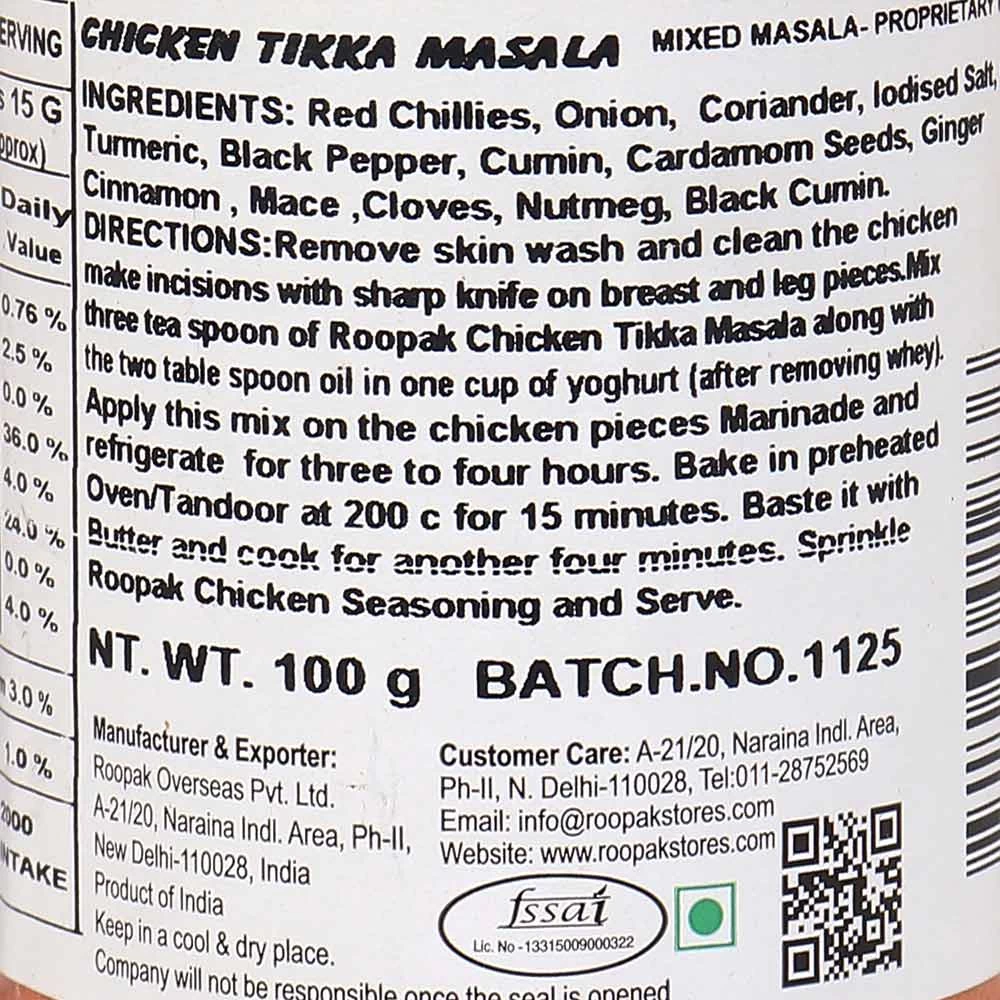 ERVING
15 G
pprox)
Daily
Value
0.76 %
2.5 %
0.0 %
36.0 %
4.0 %
24.0 %
0.0 %
4.0 %
3.0 %
1.0 %
2000
NTAKE
CHICKEN TIKKA MASALA MIXED MASALA- PROPRIETARY
INGREDIENTS: Red Chillies, Onion, Coriander, Iodised Salt,
Turmeric, Black Pepper, Cumin, Cardamom Seeds, Ginger
Cinnamon , Mace ,Cloves, Nutmeg, Black Cumin.
DIRECTIONS:Remove skin wash and clean the chicken
make incisions with sharp knife on breast and leg pieces.Mix
three tea spoon of Roopak Chicken Tikka Masala along with
the two table spoon oil in one cup of yoghurt (after removing whey).
Apply this mix on the chicken pieces Marinade and
refrigerate for three to four hours. Bake in preheated
Oven/Tandoor at 200 c for 15 minutes. Baste it with
Butter and cook for another four minutes. Sprinkle
Roopak Chicken Seasoning and Serve.
NT. WT. 100 g BATCH.NO.1125
Manufacturer & Exporter:
Roopak Overseas Pvt. Ltd.
A-21/20, Naraina Indl. Area, Ph-II,
New Delhi-110028, India
Product of India
Keep in a cool & dry place.
Company will not be responsible once the seal is opened
Customer Care: A-21/20, Naraina Indl. Area,
Ph-II, N. Delhi-110028, Tel:011-28752569
Email: info@roopakstores.com
Website: www.roopakstores.com
fssai
Lic. No -13315009000322